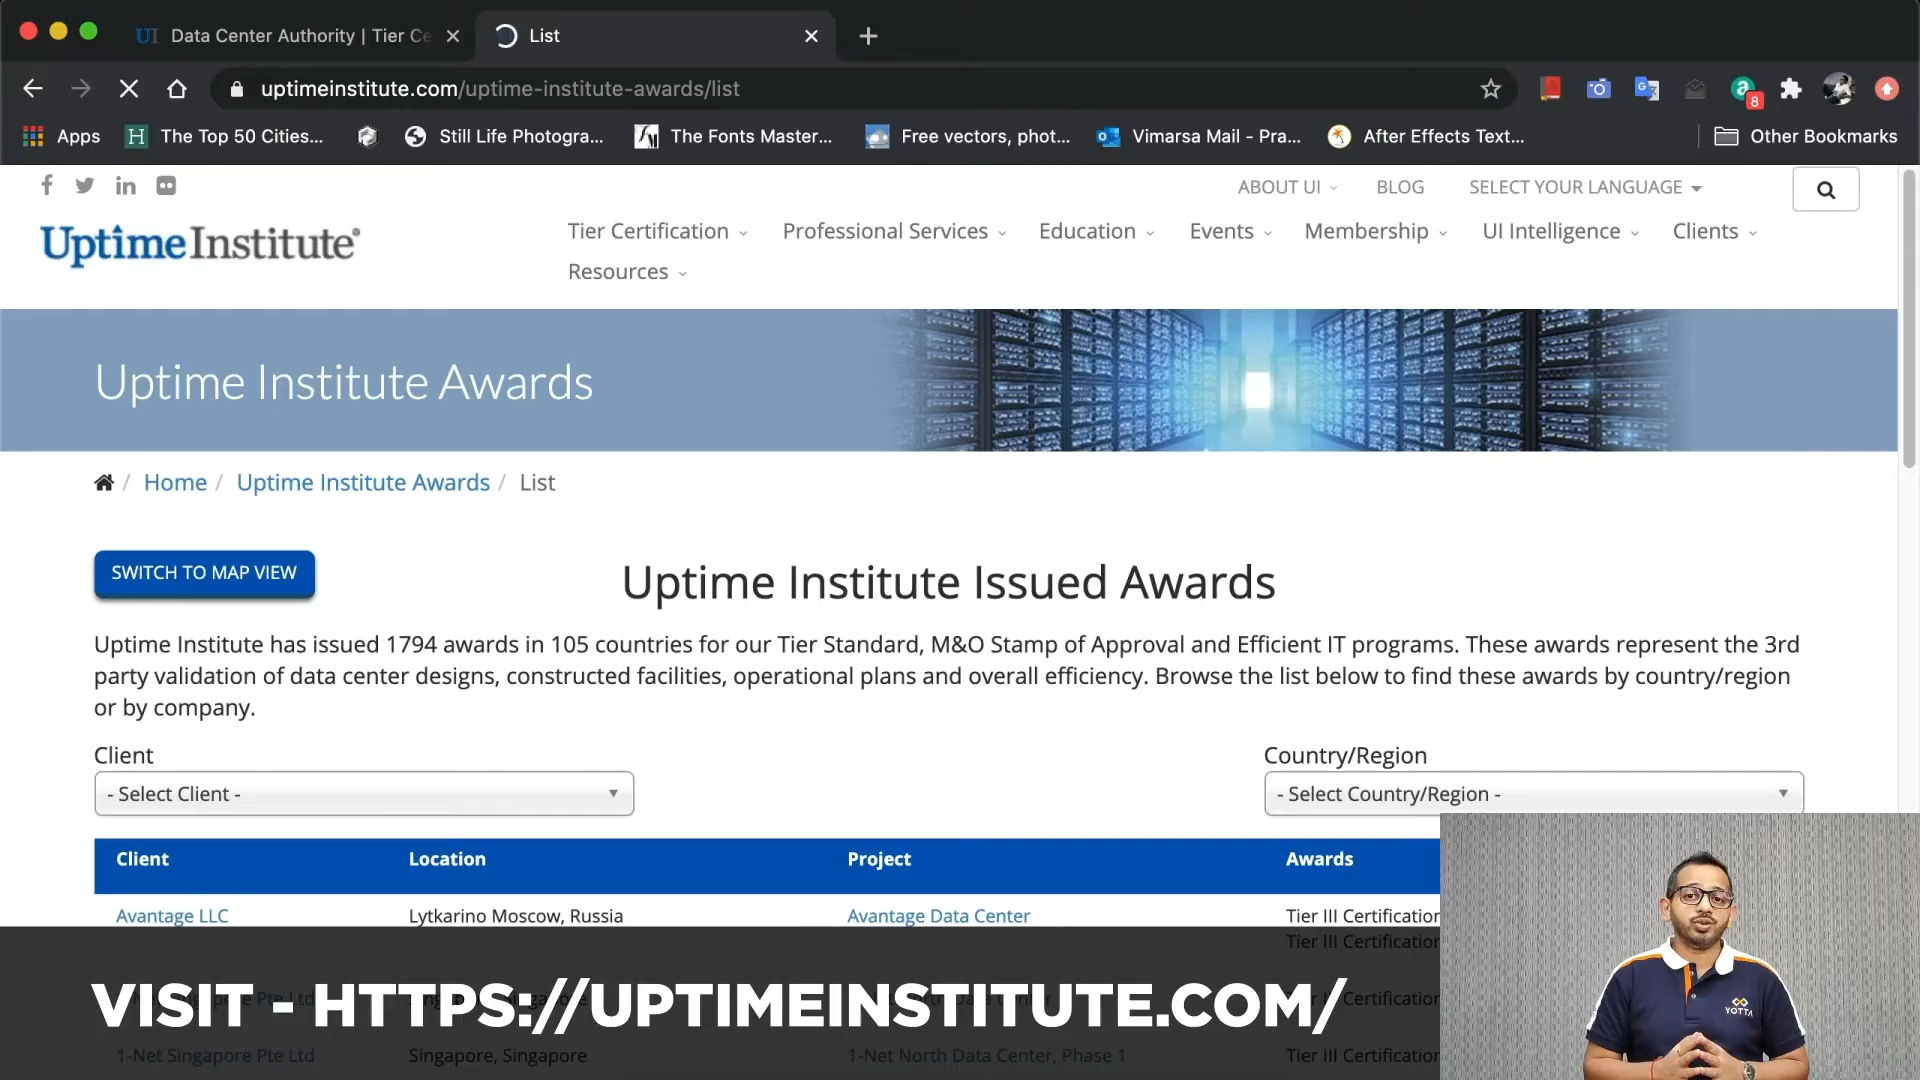 UI Data Center Authority | Tier Ce
List
uptimeinstitute.com/uptime-institute-awards/list
8
Apps
H The Top 50 Cities...
Still Life Photogra...
The Fonts Master...
Free vectors, phot...
Vimarsa Mail - Pra...
After Effects Text...
Other Bookmarks
ABOUT UI
BLOG
SELECT YOUR LANGUAGE
Uptime Institute®
Tier Certification
Professional Services
Education
Events
Membership
UI Intelligence
Clients
Resources
Uptime Institute Awards
/ Home / Uptime Institute Awards / List
SWITCH TO MAP VIEW
Uptime Institute Issued Awards
Uptime Institute has issued 1794 awards in 105 countries for our Tier Standard, M&O Stamp of Approval and Efficient IT programs. These awards represent the 3rd
party validation of data center designs, constructed facilities, operational plans and overall efficiency. Browse the list below to find these awards by country/region
or by company.
Client
Country/Region
- Select Client -
- Select Country/Region -
Client Location Project Awards
Avantage LLC Lytkarino Moscow, Russia Avantage Data Center Tier III Certification
Tier III Certification
VISIT - HTTPS://UPTIMEINSTITUTE.COM/
1-Net Singapore Pte Ltd Singapore, Singapore 1-Net North Data Center, Phase 1 Tier III Certification
YOTTA